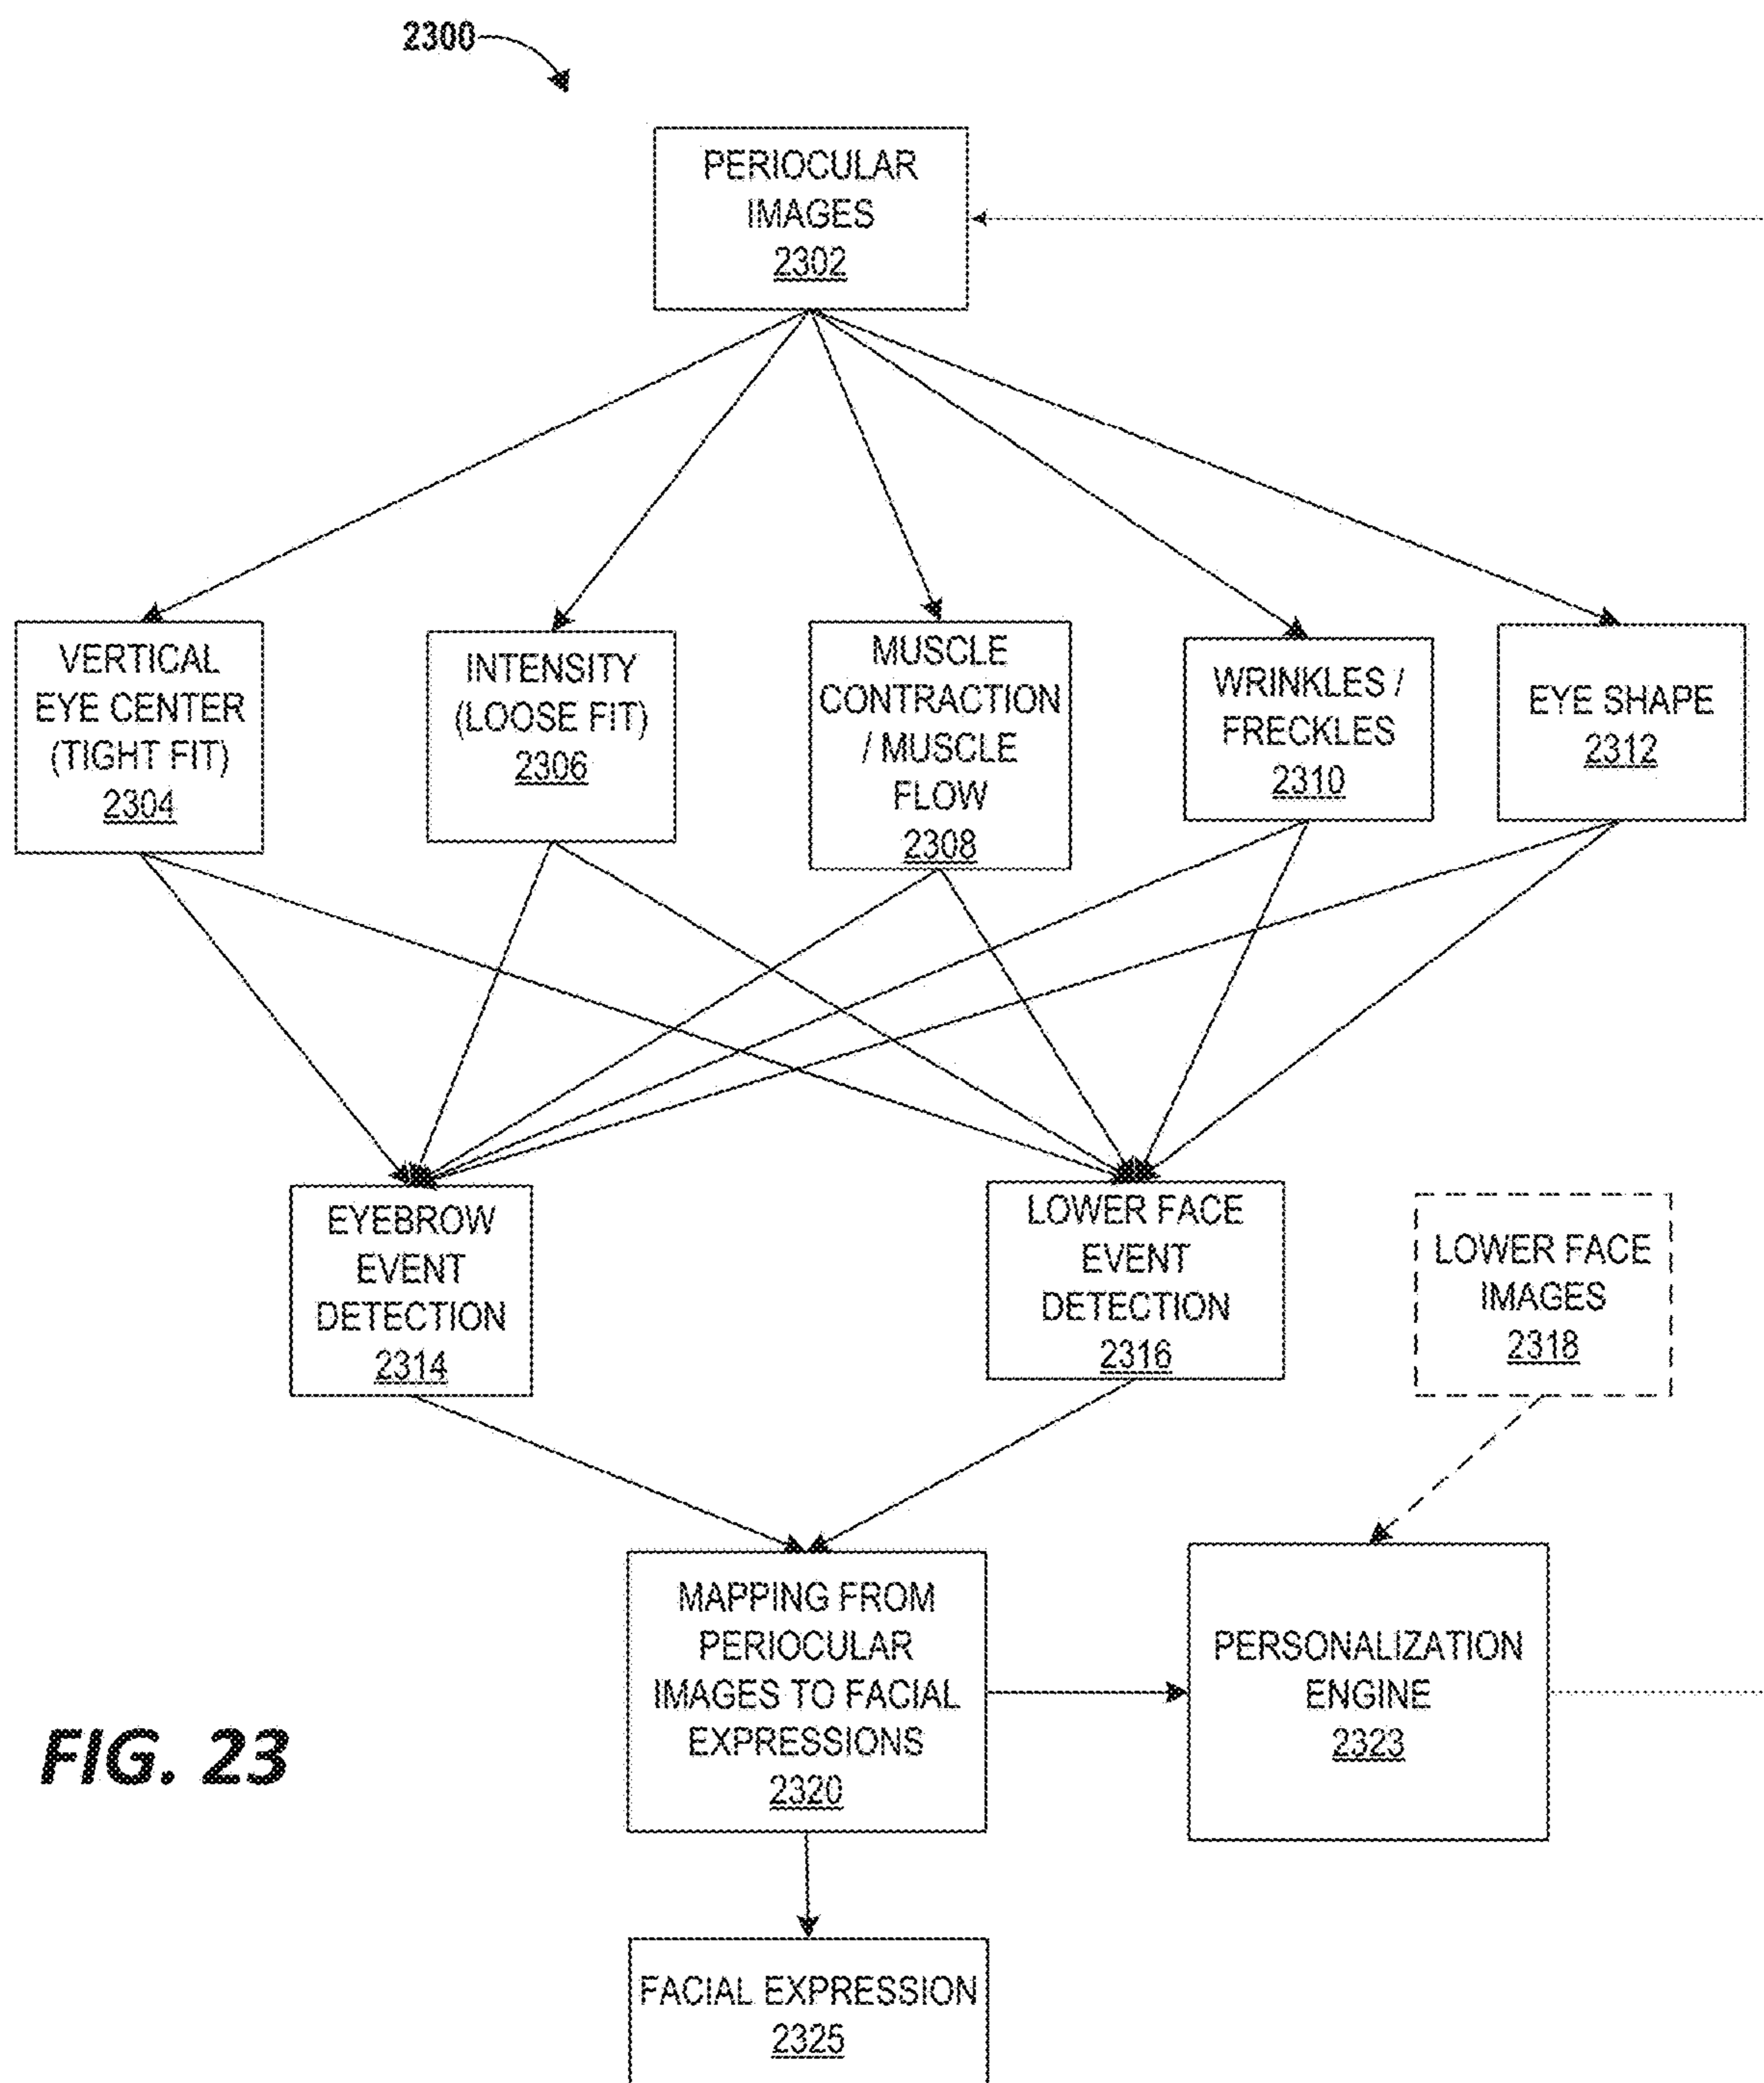 2300
PERIOCULAR
IMAGES
2302
VERTICAL
EYE CENTER
(TIGHT FIT)
2304
INTENSITY
(LOOSE FIT)
2306
MUSCLE
CONTRACTION
/ MUSCLE
FLOW
2308
WRINKLES /
FRECKLES
2310
EYE SHAPE
2312
EYEBROW
EVENT
DETECTION
2314
LOWER FACE
EVENT
DETECTION
2316
LOWER FACE
IMAGES
2318
MAPPING FROM
PERIOCULAR
IMAGES TO FACIAL
EXPRESSIONS
2320
PERSONALIZATION
ENGINE
2323
FIG. 23
FACIAL EXPRESSION
2325